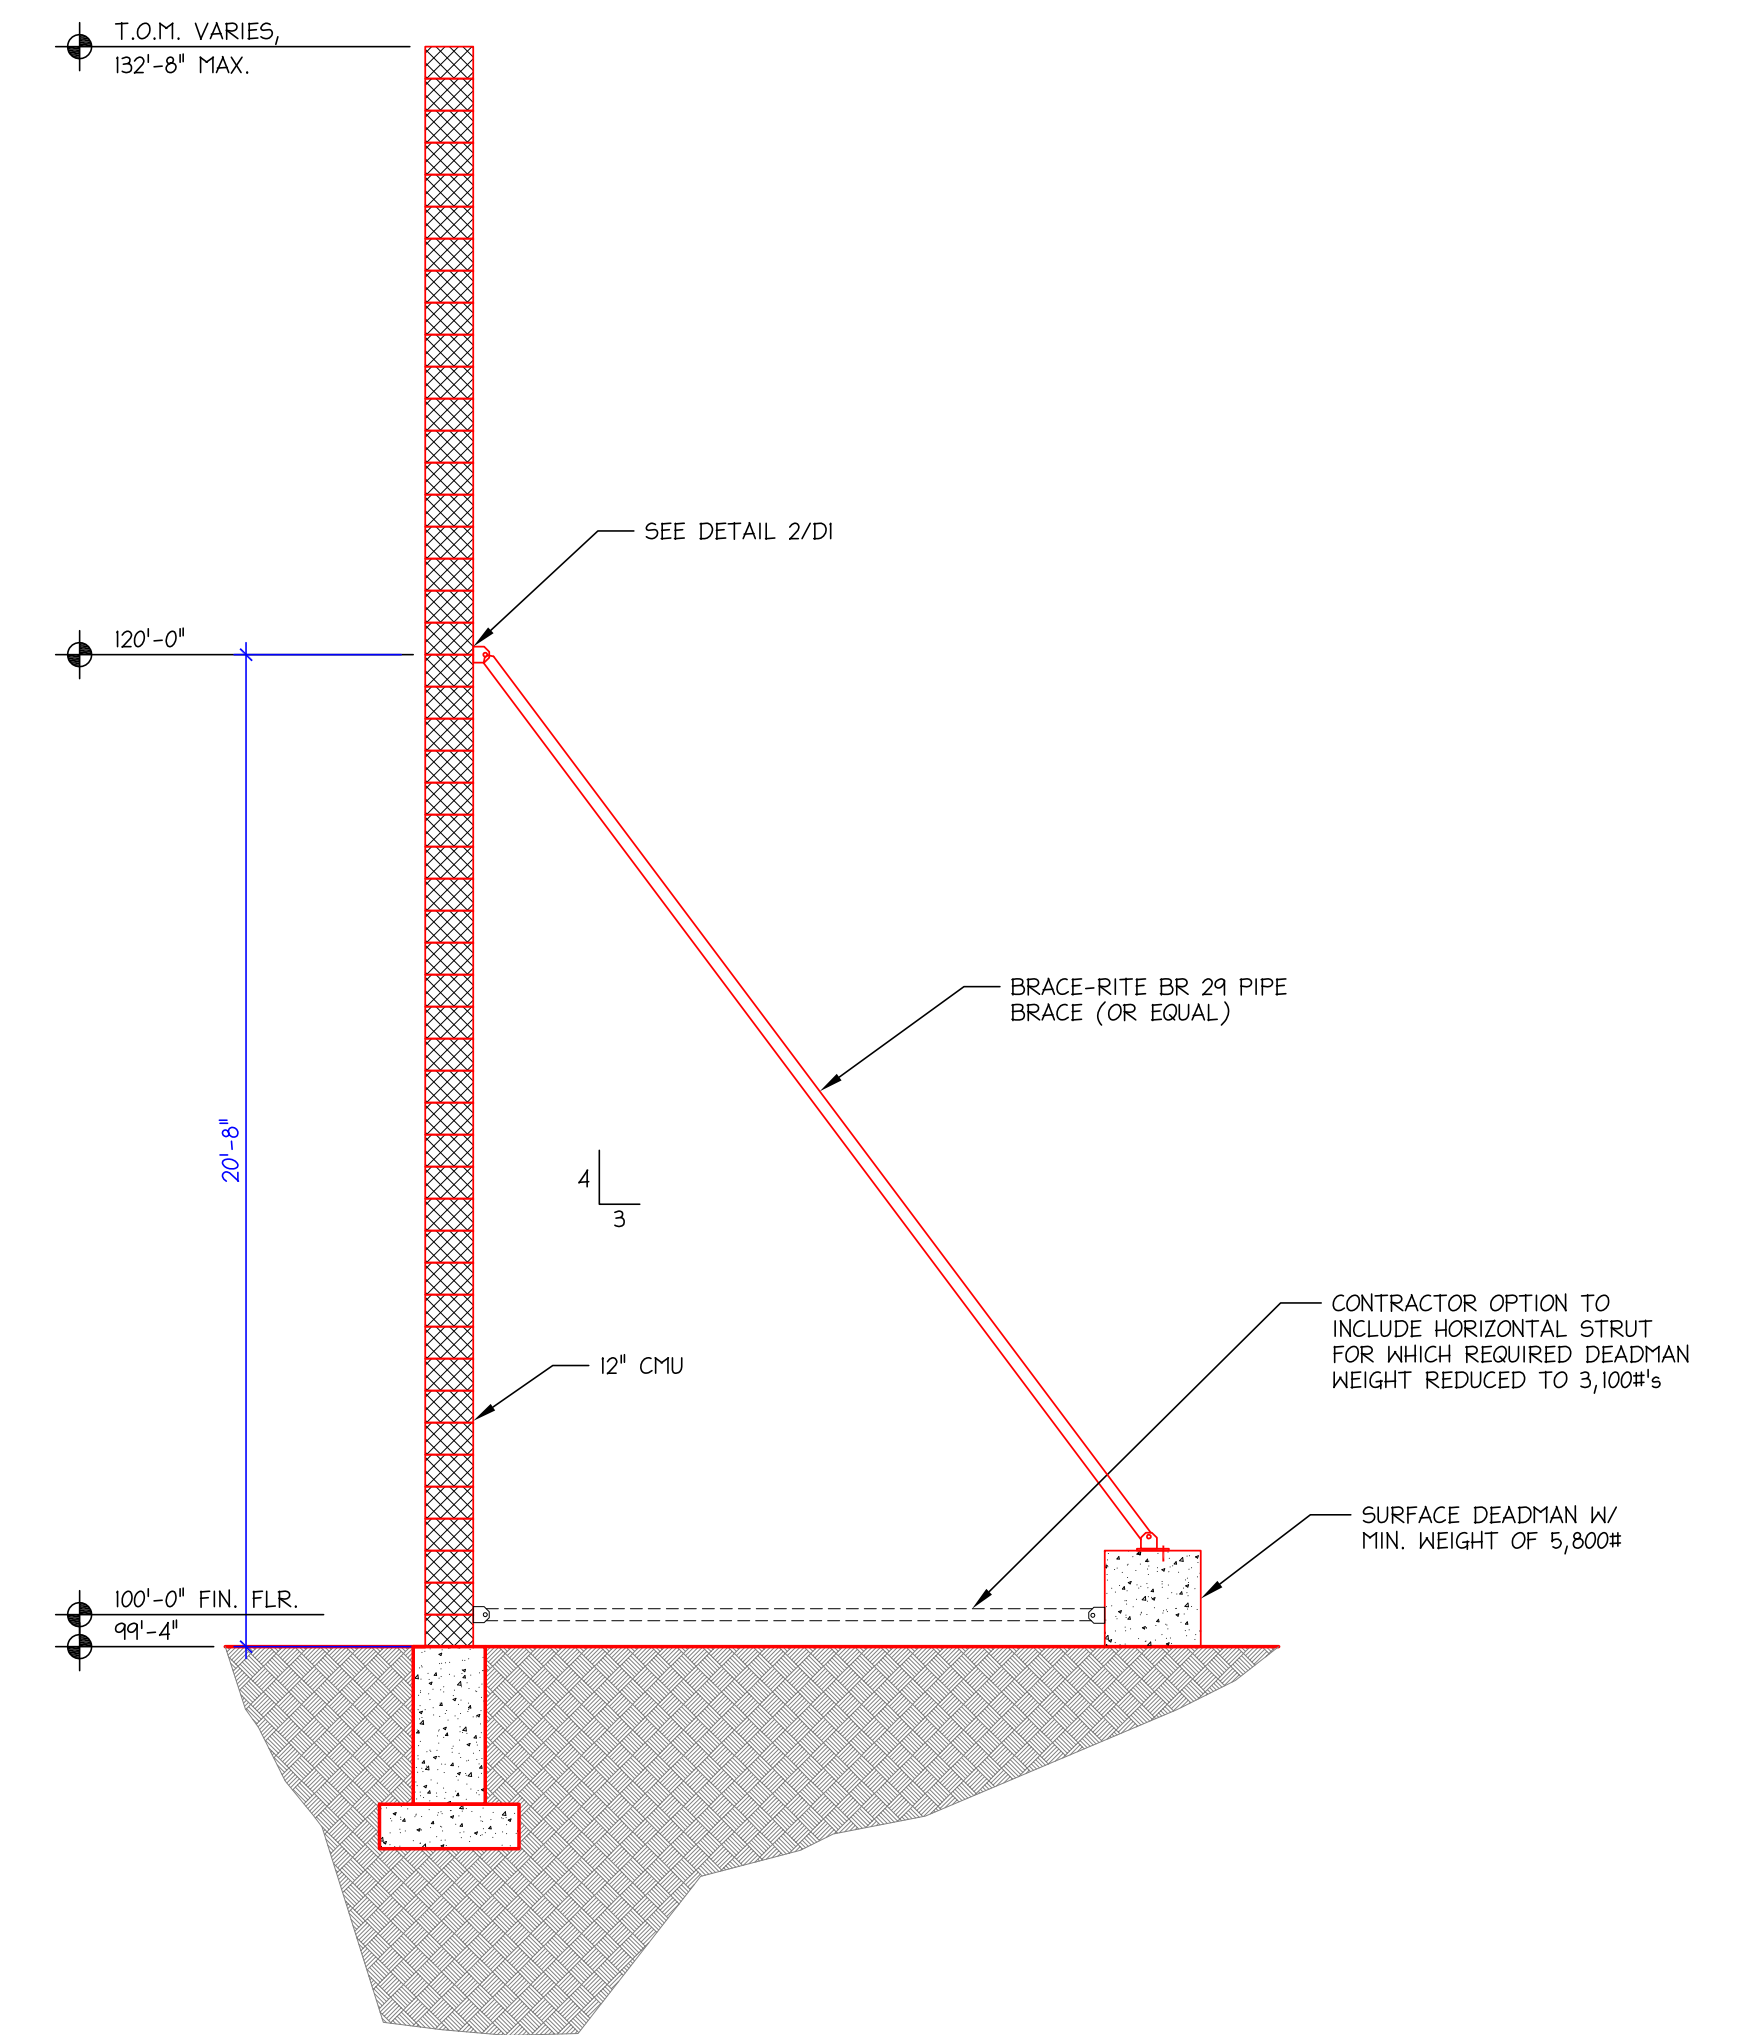 T.O.M. VARIES,
132'-8" MAX.
SEE DETAIL 2/D1
120'-0"
BRACE-RITE BR 29 PIPE
BRACE (OR EQUAL)
20'-8"
4
3
CONTRACTOR OPTION TO
INCLUDE HORIZONTAL STRUT
FOR WHICH REQUIRED DEADMAN
WEIGHT REDUCED TO 3,100#'s
12" CMU
SURFACE DEADMAN W/
MIN. WEIGHT OF 5,800#
100'-0" FIN. FLR.
99'-4"